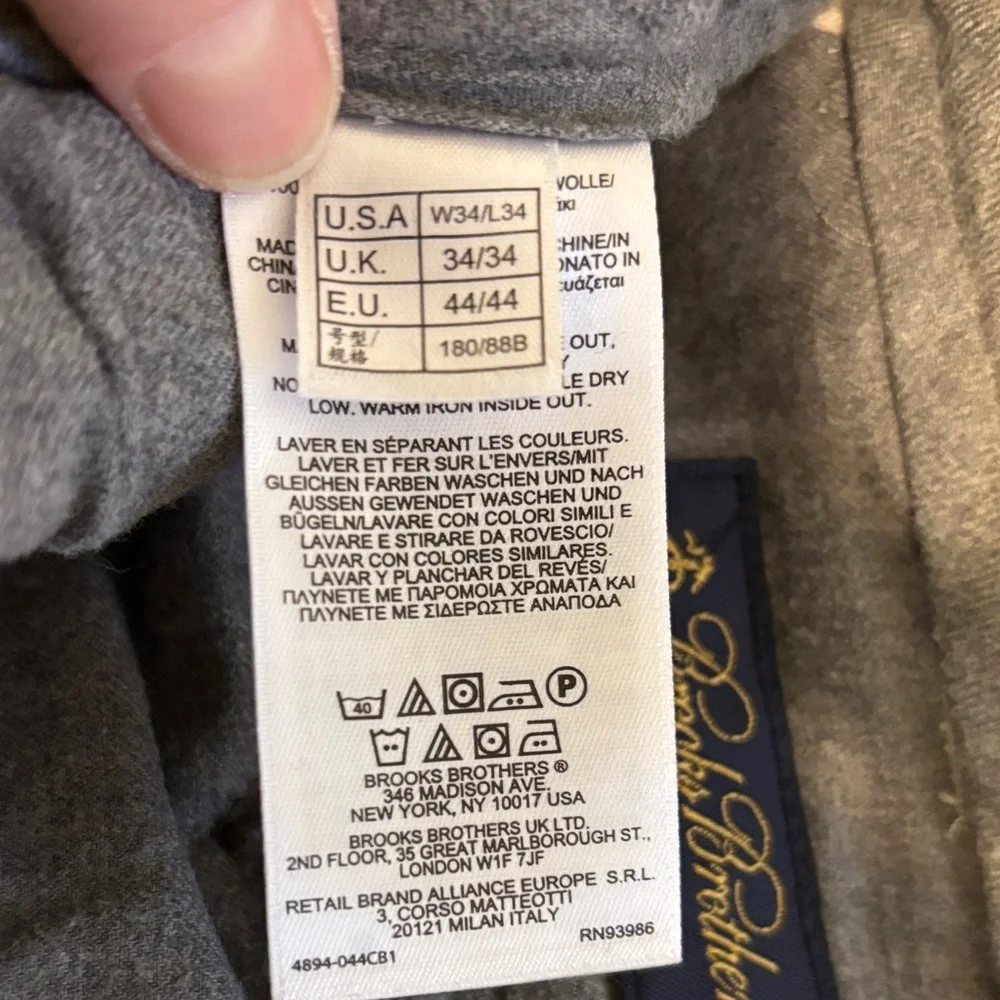 U.S.A W34/L34
U.K. 34/34
E.U. 44/44
号型/
规格 180/88B
WOLLE/
MAD
CHINE/IN
CHIN
ONATO IN
CIN
υάζεται
OUT,
NO
LE DRY
LOW. WARM IRON INSIDE OUT.
LAVER EN SÉPARANT LES COULEURS.
LAVER ET FER SUR L'ENVERS/MIT
GLEICHEN FARBEN WASCHEN UND NACH
AUSSEN GEWENDET WASCHEN UND
BÜGELN/LAVARE CON COLORI SIMILI E
LAVARE E STIRARE DA ROVESCIO/
LAVAR CON COLORES SIMILARES.
LAVAR Y PLANCHAR DEL REVÉS/
ΠΛΥΝΕΤΕ ΜΕ ΠΑΡΟΜΟΙΑ ΧΡΩΜΑΤΑ ΚΑΙ
ΠΛΥΝΕΤΕ ΜΕ ΣΙΔΕΡΩΣΤΕ ΑΝΑΠΟΔΑ
40 P
BROOKS BROTHERS ®
346 MADISON AVE.
NEW YORK, NY 10017 USA
BROOKS BROTHERS UK LTD.
2ND FLOOR, 35 GREAT MARLBOROUGH ST.,
LONDON W1F 7JF
RETAIL BRAND ALLIANCE EUROPE S.R.L.
3, CORSO MATTEOTTI
20121 MILAN ITALY
RN93986
4894-044CB1
Brooks Brothers